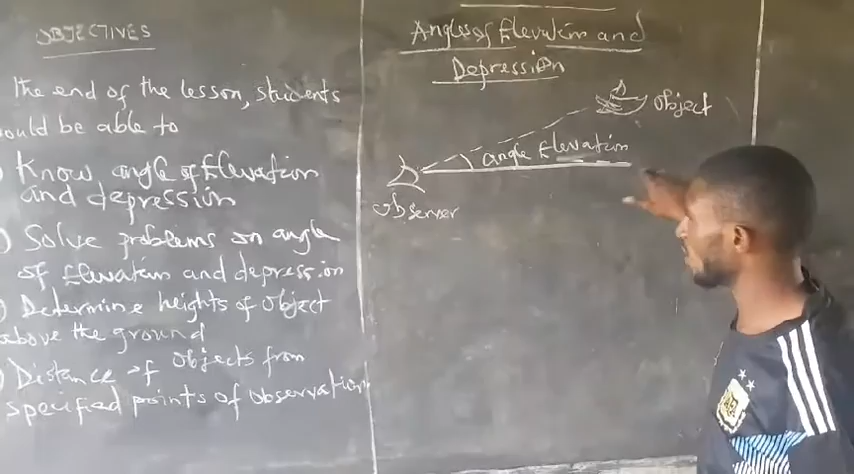 OBJECTIVES
the end of the lesson, students
ould be able to
Know angle of Elevation
and depression
Solve problems on angle
of Elevation and depression
Determine heights of object
above the ground
Distance of Objects from
specified points of observation
Angles of Elevation and
Depression
object
angle Elevation
Observer